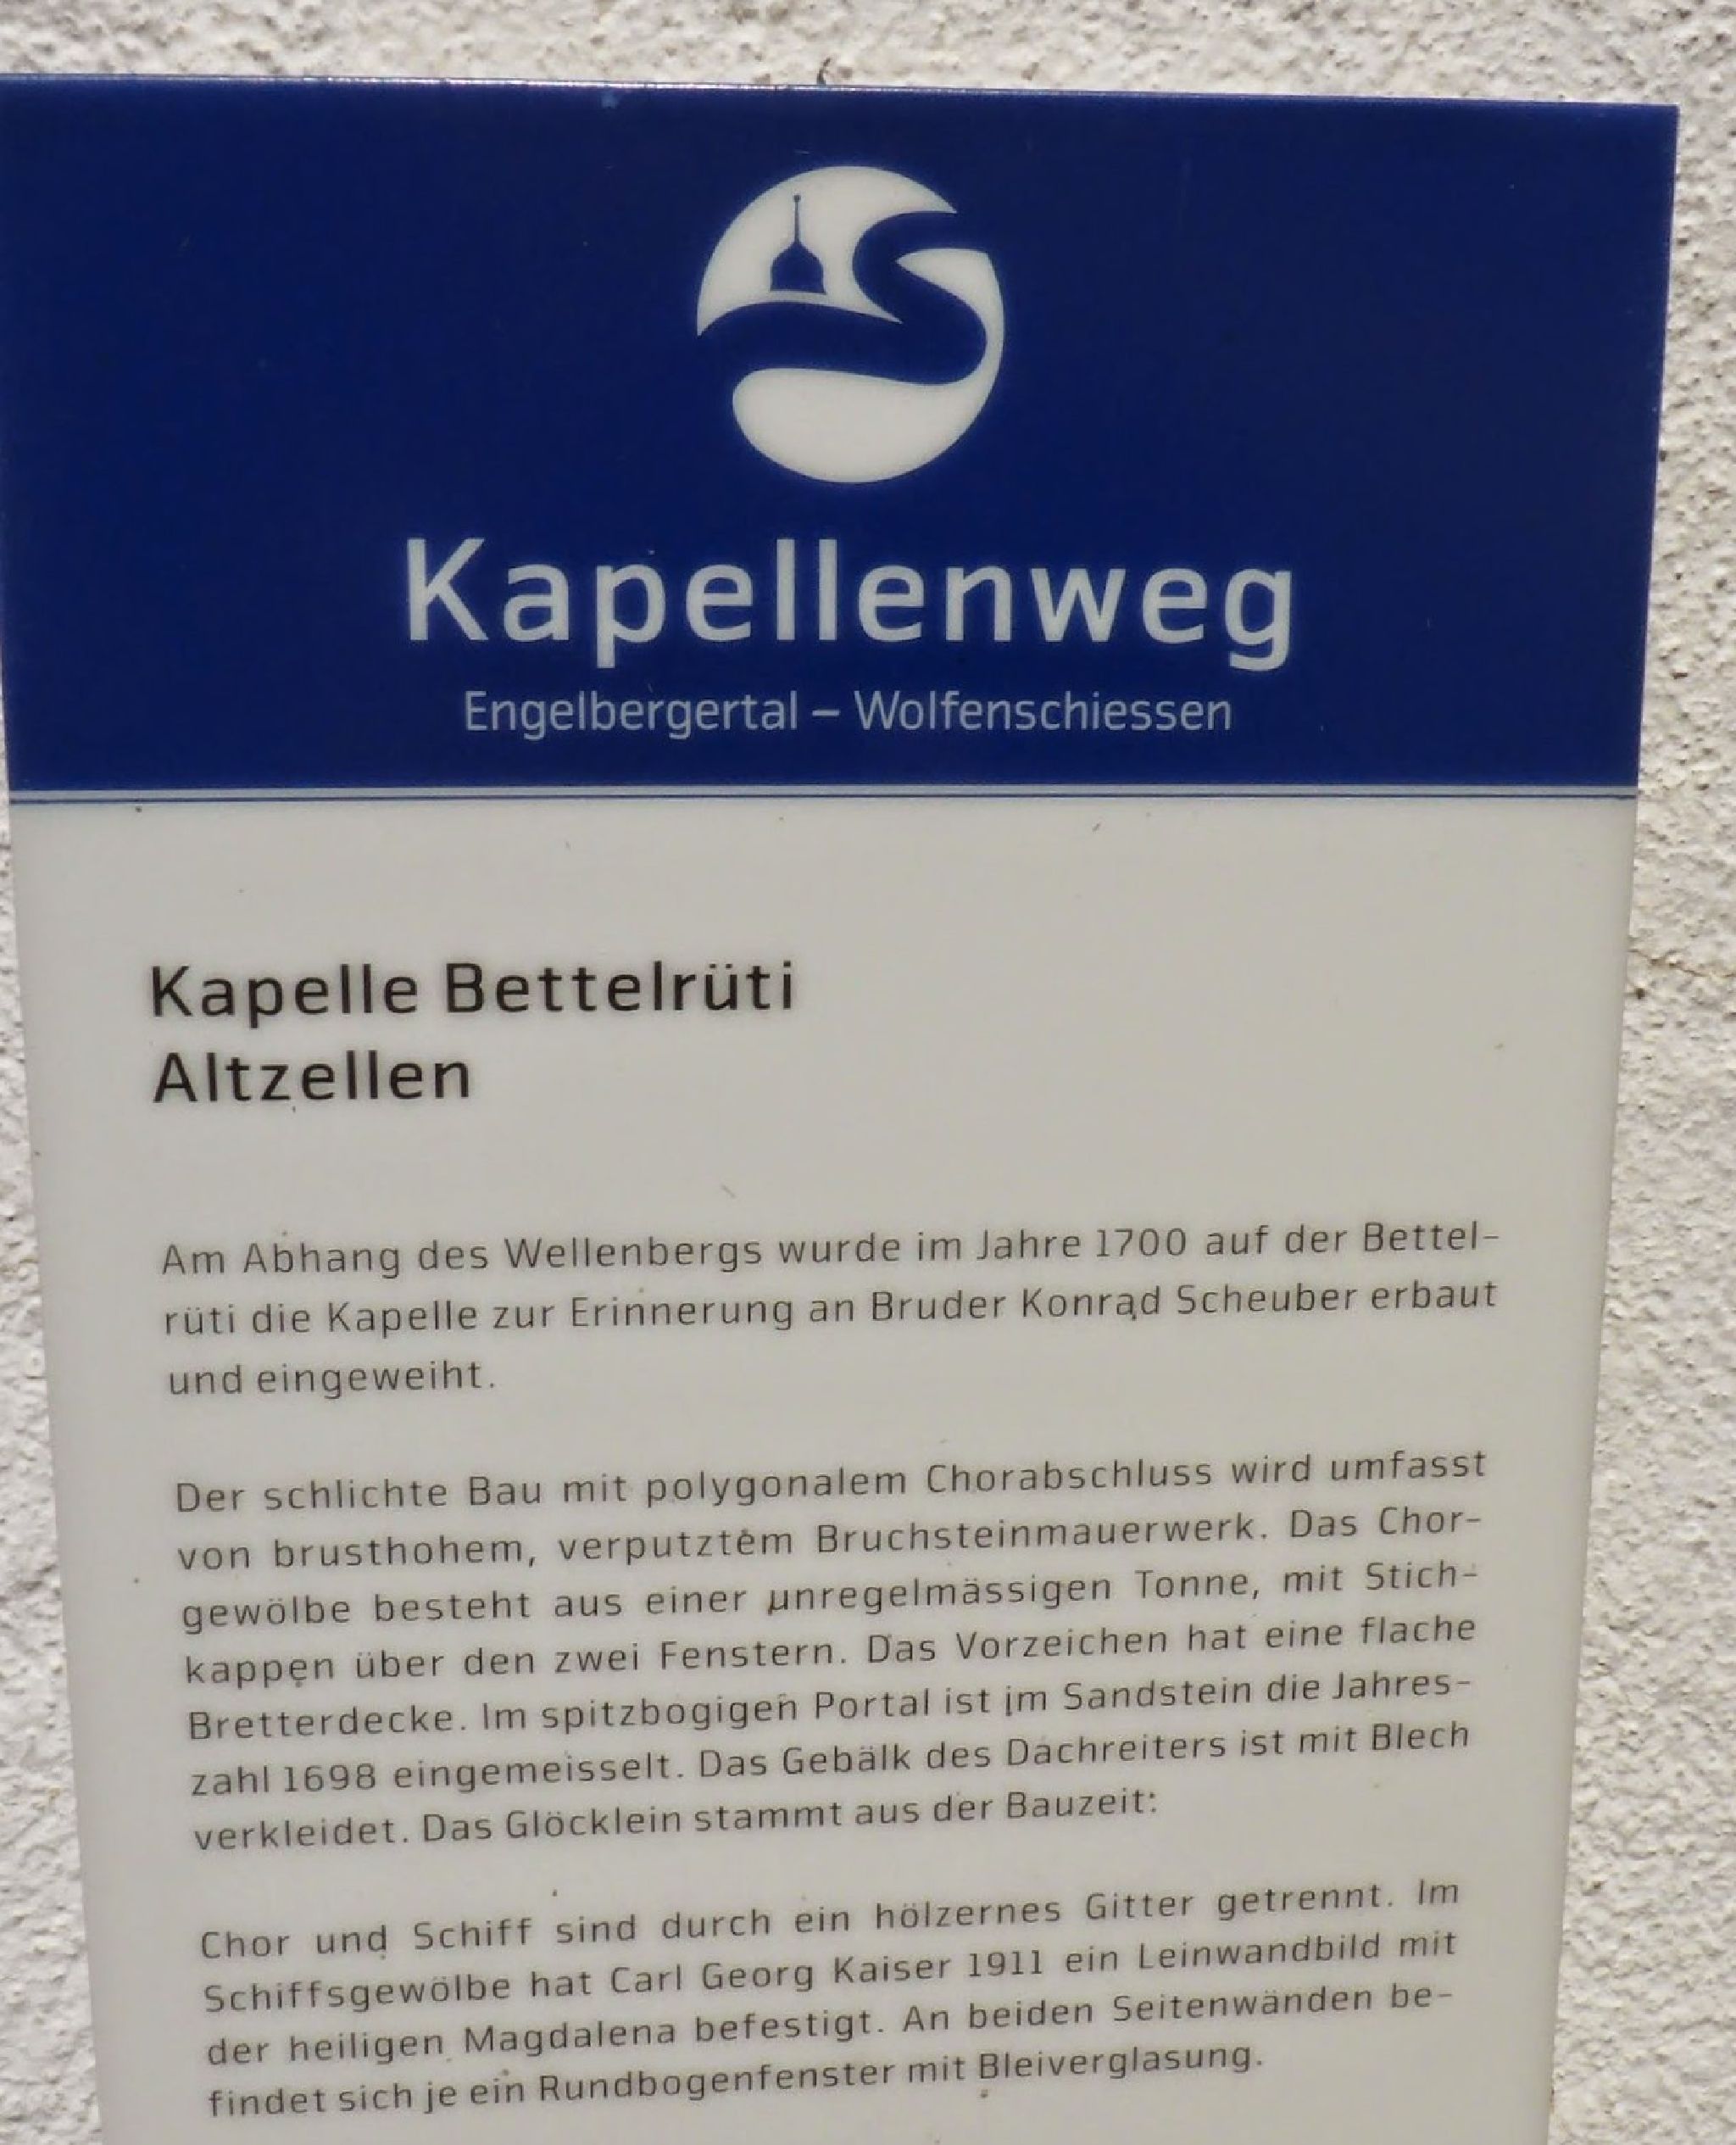 Kapellenweg
Engelbergertal – Wolfenschiessen
Kapelle Bettelrüti
Altzellen
Am Abhang des Wellenbergs wurde im Jahre 1700 auf der Bettel-
rüti die Kapelle zur Erinnerung an Bruder Konrad Scheuber erbaut
und eingeweiht.
Der schlichte Bau mit polygonalem Chorabschluss wird umfasst
von brusthohem, verputztem Bruchsteinmauerwerk. Das Chor-
gewölbe besteht aus einer unregelmässigen Tonne, mit Stich-
kappen über den zwei Fenstern. Das Vorzeichen hat eine flache
Bretterdecke. Im spitzbogigen Portal ist im Sandstein die Jahres-
zahl 1698 eingemeisselt. Das Gebälk des Dachreiters ist mit Blech
verkleidet. Das Glöcklein stammt aus der Bauzeit:
Chor und Schiff sind durch ein hölzernes Gitter getrennt. Im
Schiffsgewölbe hat Carl Georg Kaiser 1911 ein Leinwandbild mit
der heiligen Magdalena befestigt. An beiden Seitenwänden be-
findet sich je ein Rundbogenfenster mit Bleiverglasung.